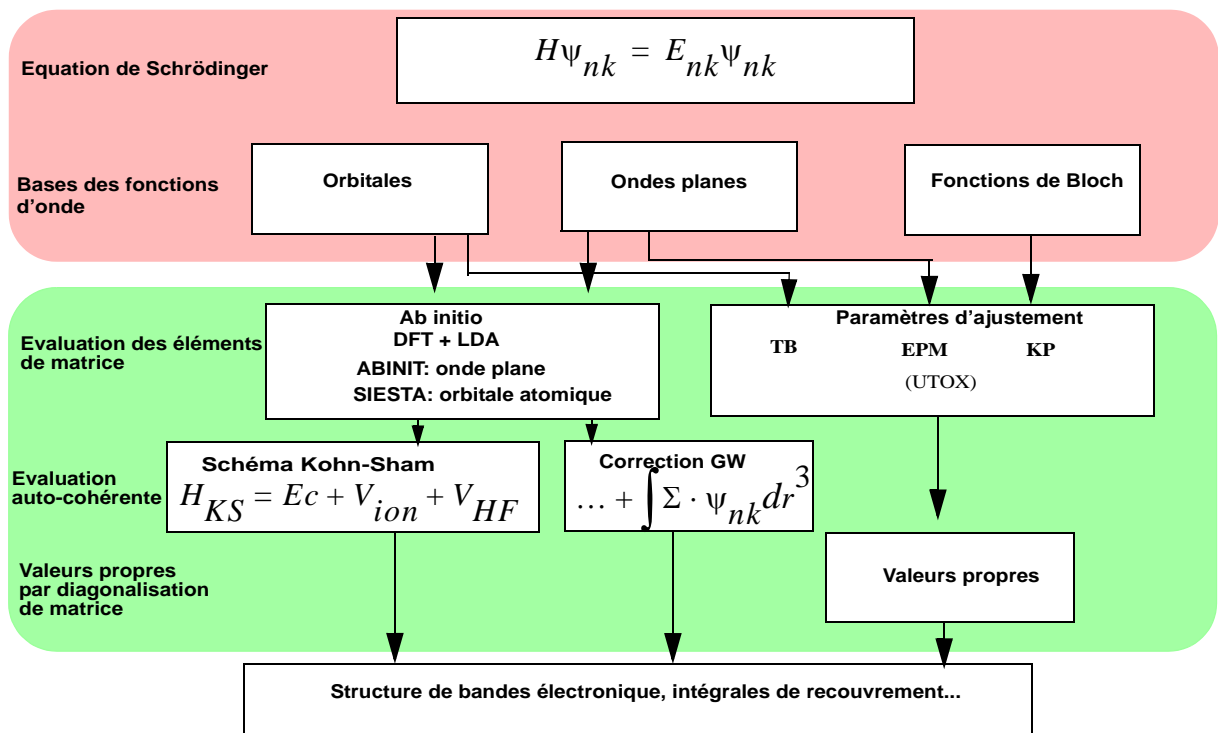 Equation de Schrödinger
Hψnk = Enkψnk
Bases des fonctions
d'onde
Orbitales
Ondes planes
Fonctions de Bloch
Evaluation des éléments
de matrice
Ab initio
DFT + LDA
ABINIT: onde plane
SIESTA: orbitale atomique
Paramètres d'ajustement
TB EPM KP
(UTOX)
Evaluation
auto-cohérente
Schéma Kohn-Sham
HKS = Ec + Vion + VHF
Correction GW
... + ∫ Σ · ψnk dr³
Valeurs propres
par diagonalisation
de matrice
Valeurs propres
Structure de bandes électronique, intégrales de recouvrement...